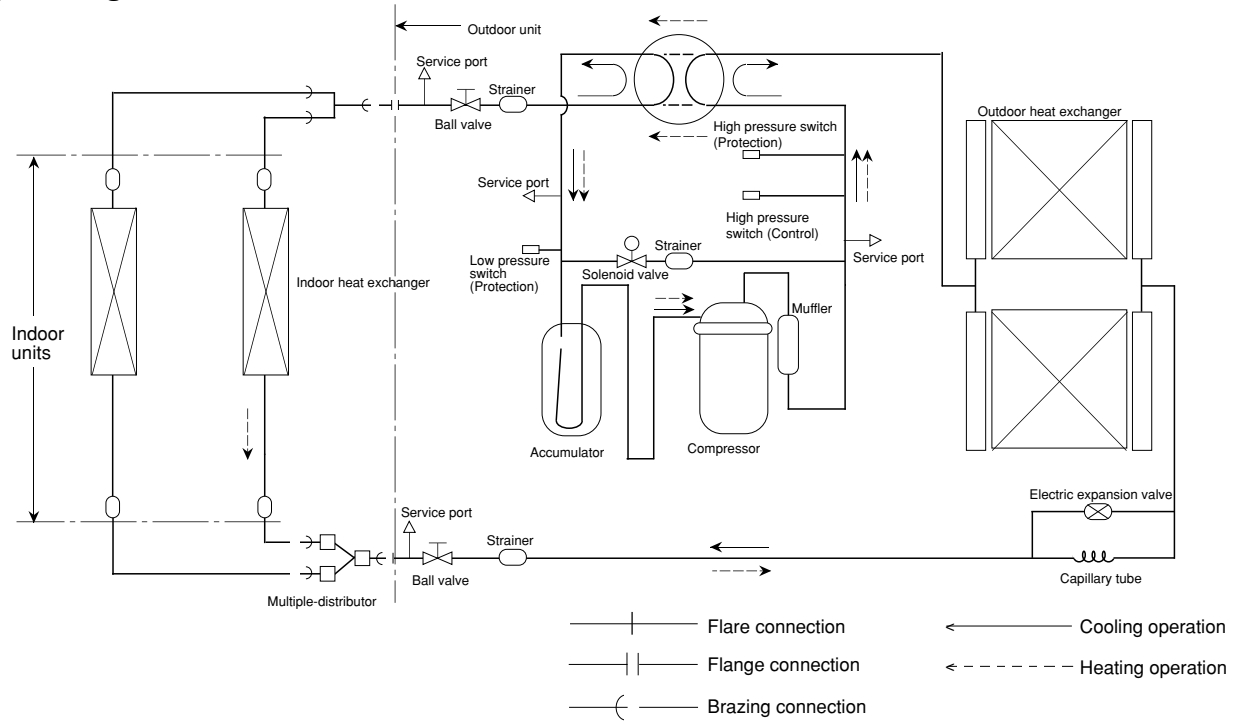 Outdoor unit
Service port
Strainer
Ball valve
High pressure switch
(Protection)
Outdoor heat exchanger
Service port
High pressure
switch (Control)
Low pressure
switch
(Protection)
Solenoid valve
Strainer
Service port
Indoor heat exchanger
Muffler
Indoor
units
Accumulator
Compressor
Electric expansion valve
Service port
Strainer
Ball valve
Capillary tube
Multiple-distributor
Flare connection
Cooling operation
Flange connection
Heating operation
Brazing connection